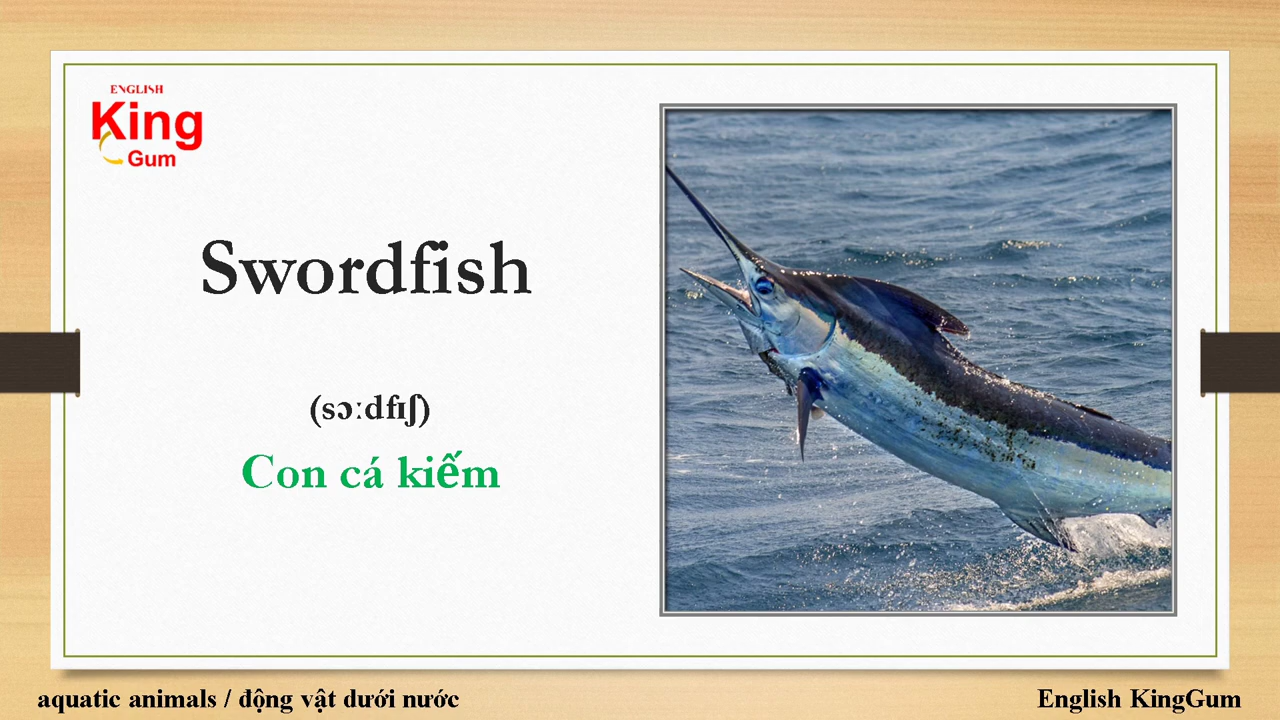 ENGLISH
King
Gum
Swordfish
(sɔːdfɪʃ)
Con cá kiếm
aquatic animals / động vật dưới nước
English KingGum